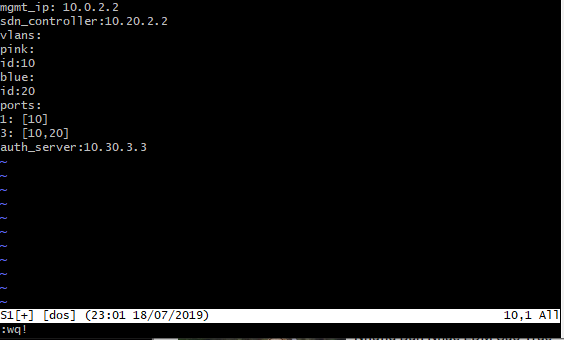 mgmt_ip: 10.0.2.2
sdn_controller:10.20.2.2
vlans:
pink:
id:10
blue:
id:20
ports:
1: [10]
3: [10,20]
auth_server:10.30.3.3
~
~
~
~
~
~
~
~
~
~
~
S1[+] [dos] (23:01 18/07/2019) 10,1 All
:wq!